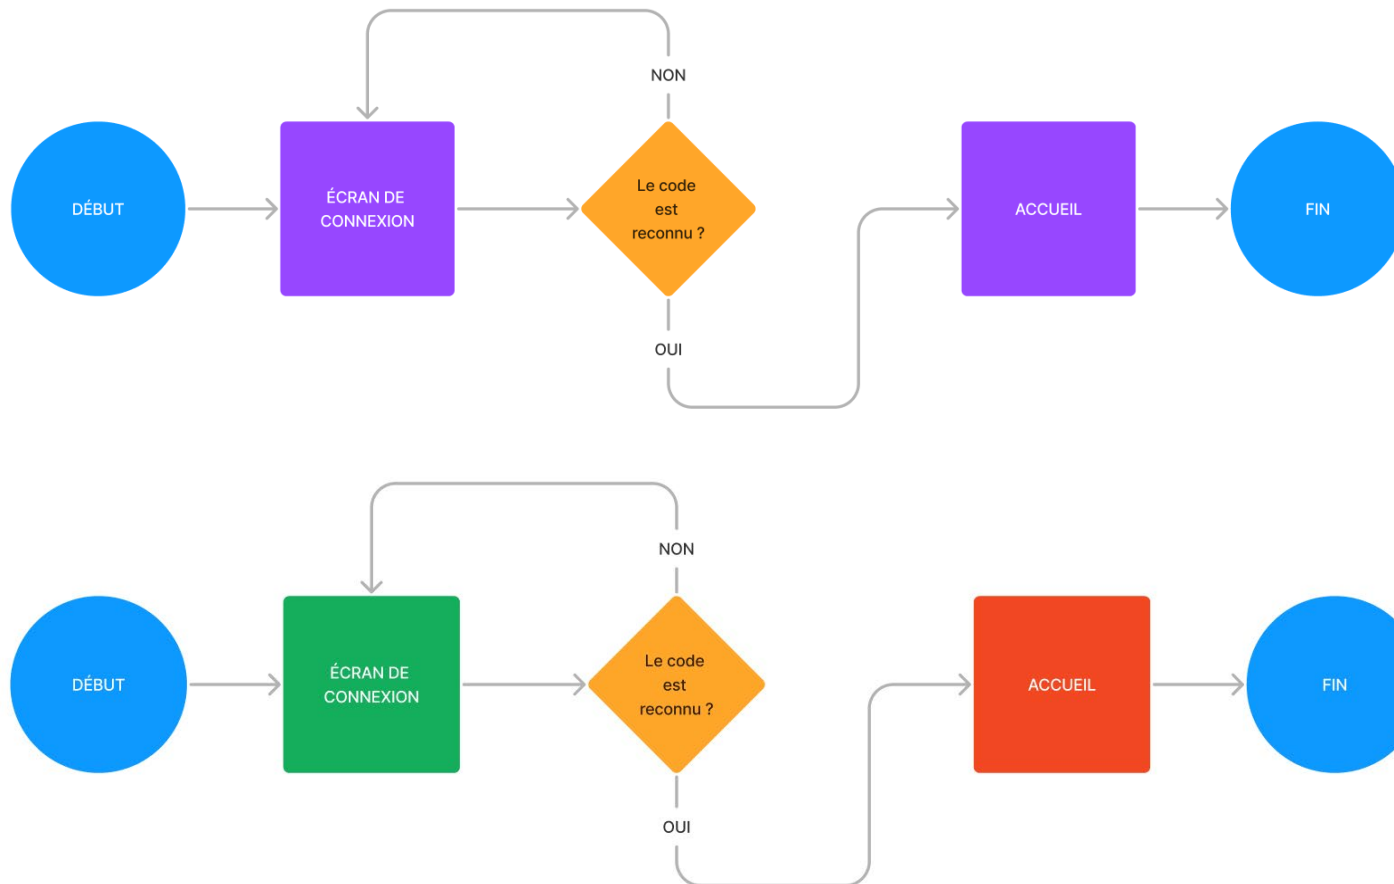 NON
DÉBUT
ÉCRAN DE
CONNEXION
Le code
est
reconnu ?
ACCUEIL
FIN
OUI
NON
DÉBUT
ÉCRAN DE
CONNEXION
Le code
est
reconnu ?
ACCUEIL
FIN
OUI